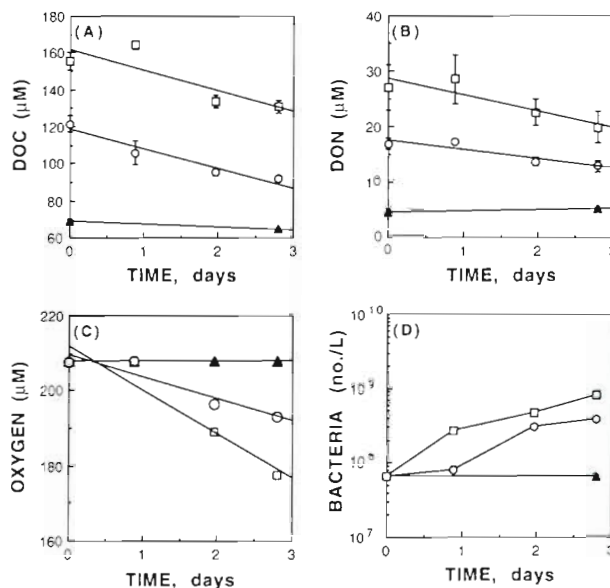 (A)
DOC (µM)
180
160
140
120
100
80
60
0 1 2 3
TIME, days
(B)
DON (µM)
40
30
20
10
0
0 1 2 3
TIME, days
(C)
OXYGEN (µM)
220
200
180
160
0 1 2 3
TIME, days
(D)
BACTERIA (no./L)
10^10
10^9
10^8
10^7
0 1 2 3
TIME, days